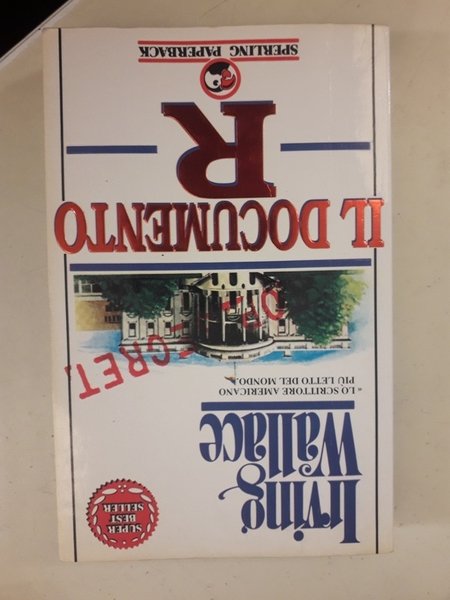 Irving
Wallace
SUPER
BEST
SELLER
* LO SCRITTORE AMERICANO
PIÙ LETTO DEL MONDO.
IL DOCUMENTO
R
SPERLING PAPERBACK